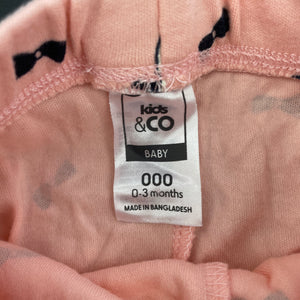 kids
&CO
BABY
000
0-3 months
MADE IN BANGLADESH